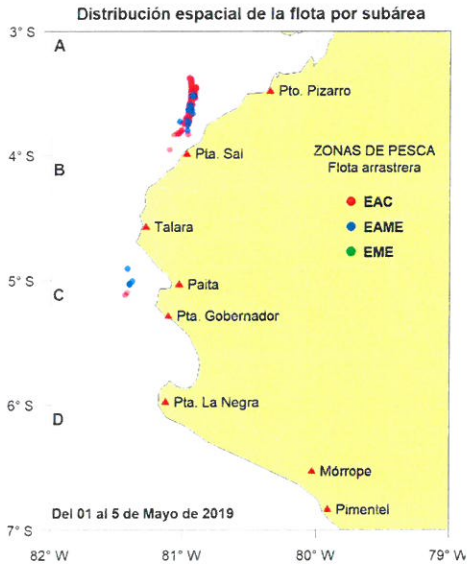 Distribución espacial de la flota por subárea
3° S
A
Pto. Pizarro
ZONAS DE PESCA
Flota arrastrera
4° S
Pta. Sal
B
EAC
EAME
EME
Talara
5° S
Paita
C
Pta. Gobernador
6° S
Pta. La Negra
D
Mórrope
Del 01 al 5 de Mayo de 2019
Pimentel
7° S
82° W
81° W
80° W
79° W